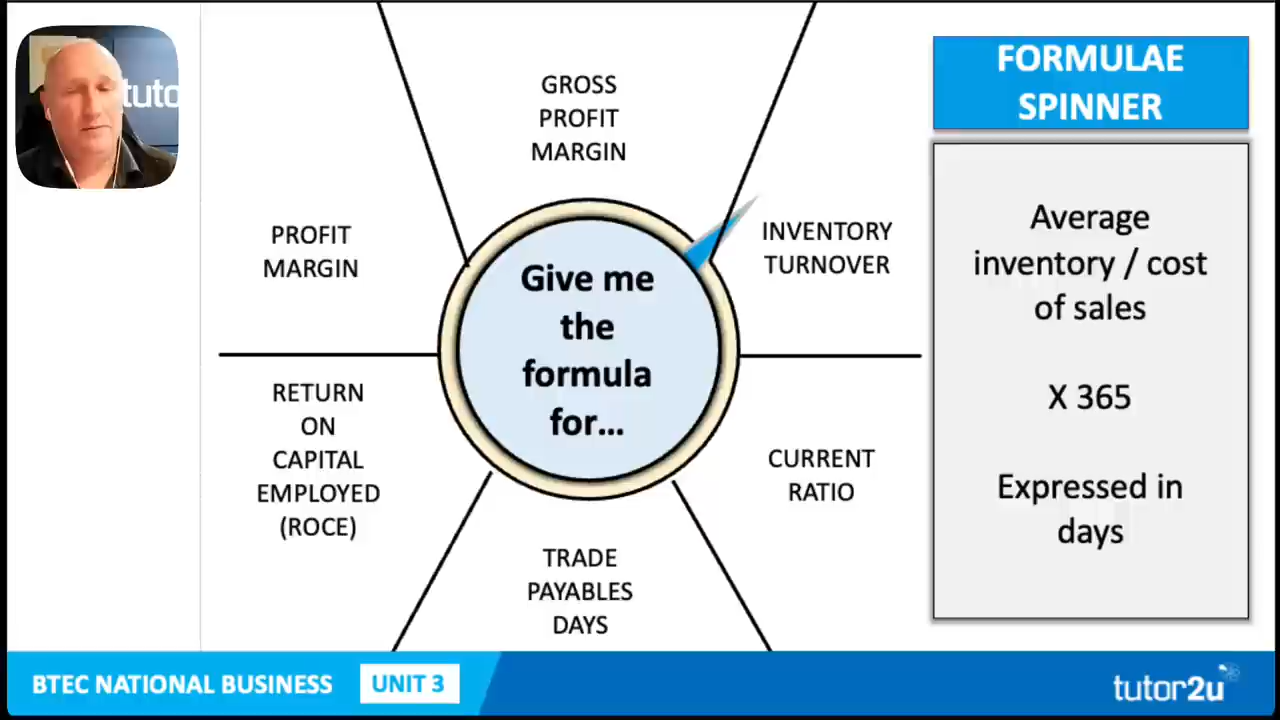 tuto
GROSS
PROFIT
MARGIN
PROFIT
MARGIN
INVENTORY
TURNOVER
Give me
the
formula
for...
RETURN
ON
CAPITAL
EMPLOYED
(ROCE)
CURRENT
RATIO
TRADE
PAYABLES
DAYS
FORMULAE
SPINNER
Average
inventory / cost
of sales
X 365
Expressed in
days
BTEC NATIONAL BUSINESS
UNIT 3
tutor2u